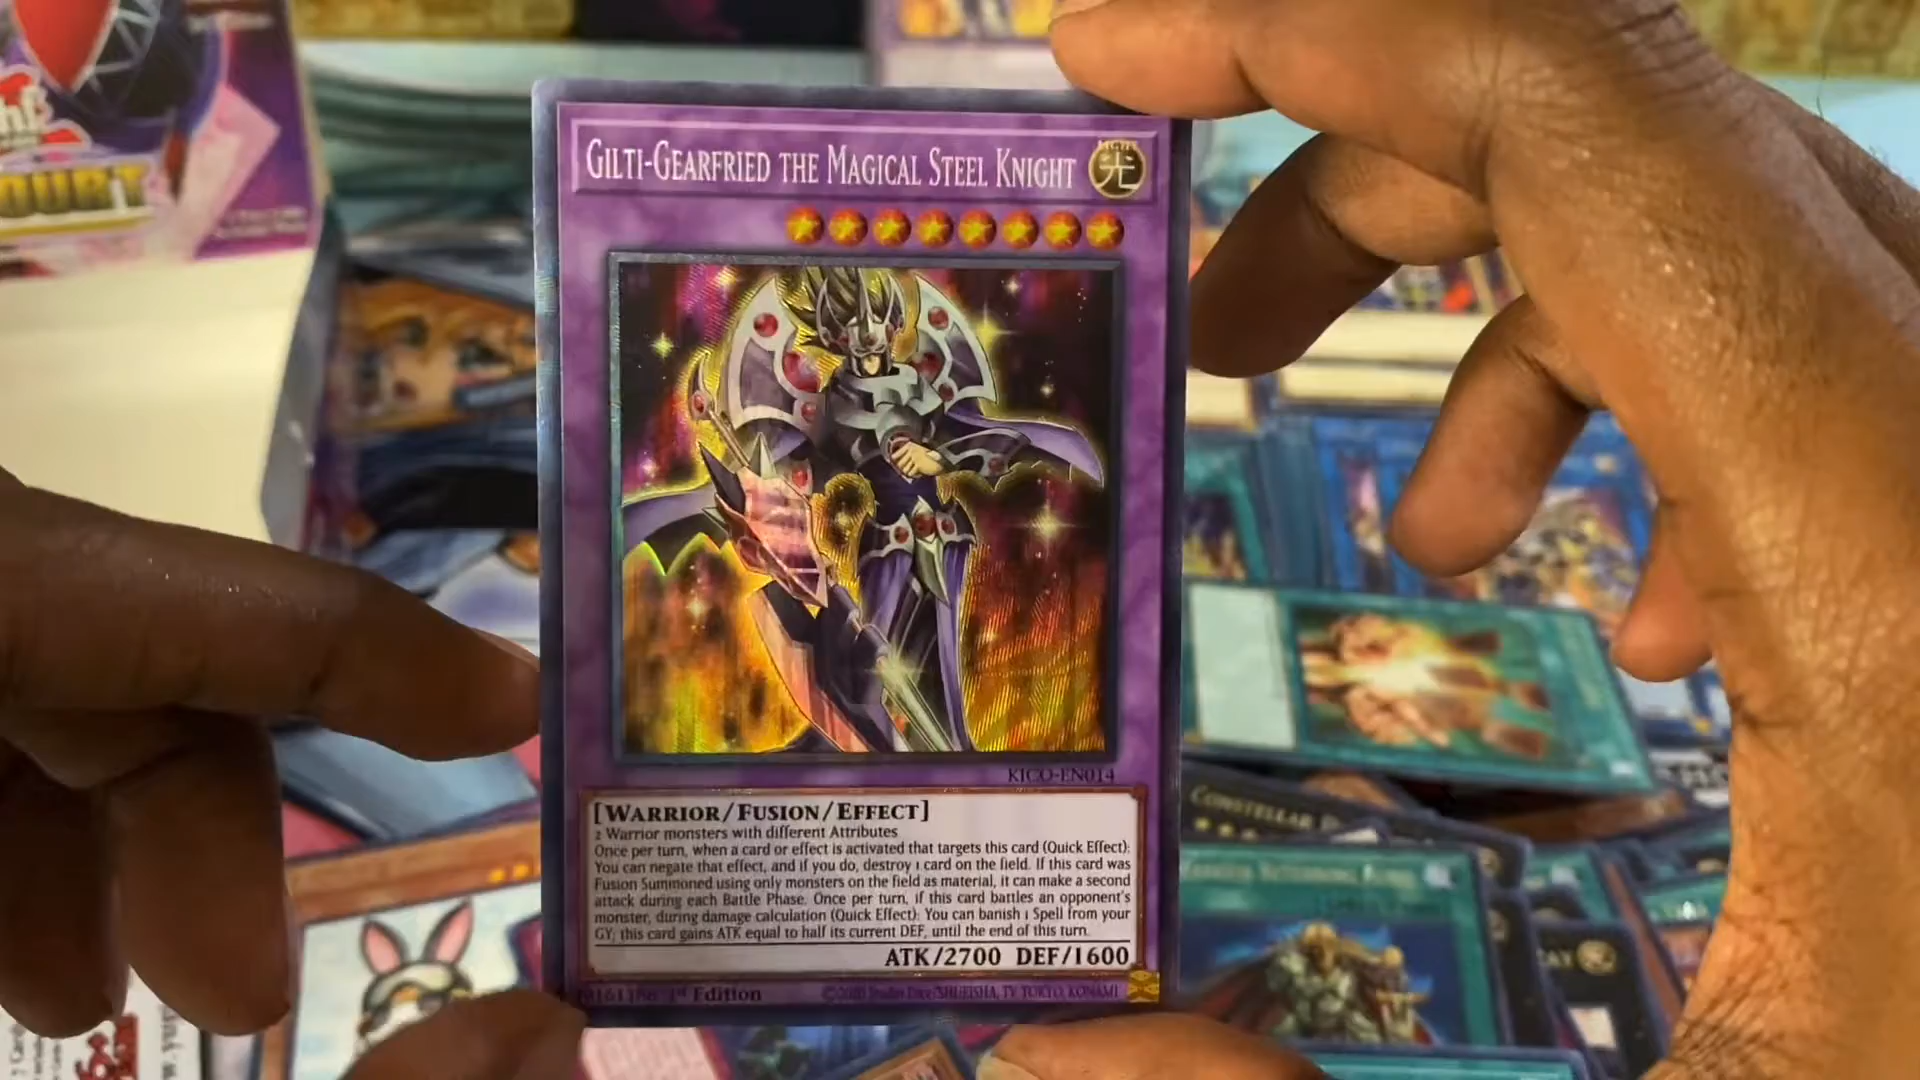 GILTI-GEARFRIED THE MAGICAL STEEL KNIGHT
LIGHT
光
KICO-EN014
[WARRIOR/FUSION/EFFECT]
2 Warrior monsters with different Attributes
Once per turn, when a card or effect is activated that targets this card (Quick Effect):
You can negate that effect, and if you do, destroy 1 card on the field. If this card was
Fusion Summoned using only monsters on the field as material, it can make a second
attack during each Battle Phase. Once per turn, if this card battles an opponent's
monster, during damage calculation (Quick Effect): You can banish 1 Spell from your
GY; this card gains ATK equal to half its current DEF, until the end of this turn.
ATK/2700 DEF/1600
1st Edition
©2020 Studio Dice/SHUEISHA, TV TOKYO, KONAMI
CONSTELLAR